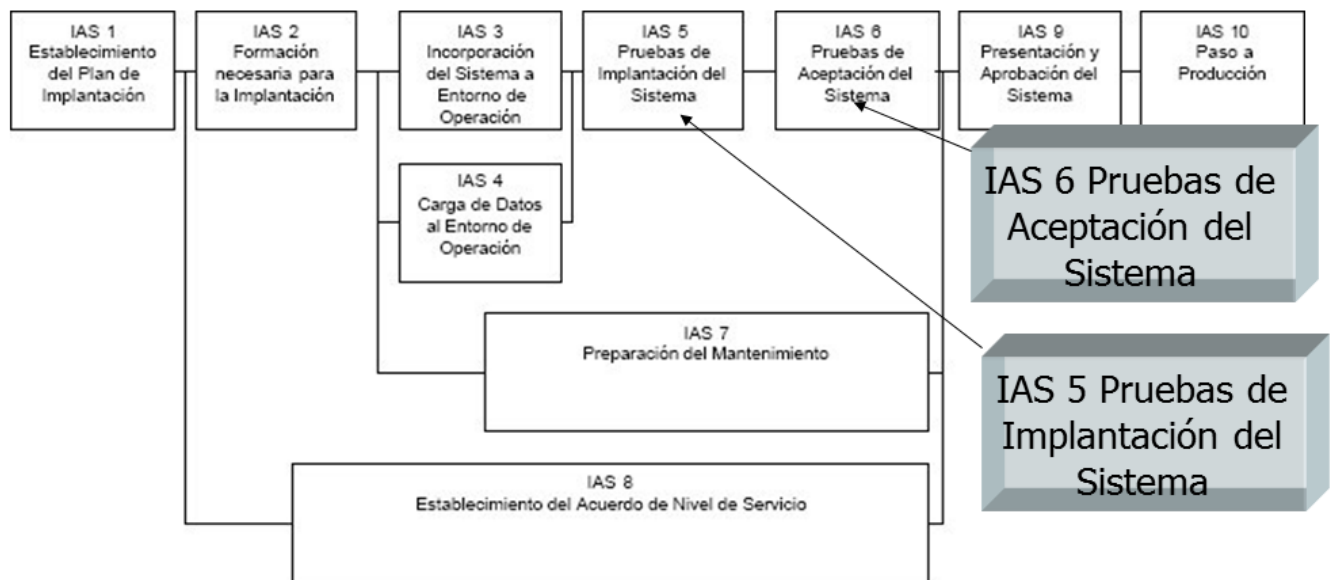 IAS 1
Establecimiento
del Plan de
Implantación
IAS 2
Formación
necesaria para
la Implantación
IAS 3
Incorporación
del Sistema a
Entorno de
Operación
IAS 5
Pruebas de
Implantación del
Sistema
IAS 6
Pruebas de
Aceptación del
Sistema
IAS 9
Presentación y
Aprobación del
Sistema
IAS 10
Paso a
Producción
IAS 4
Carga de Datos
al Entorno de
Operación
IAS 6 Pruebas de
Aceptación del
Sistema
IAS 7
Preparación del Mantenimiento
IAS 5 Pruebas de
Implantación del
Sistema
IAS 8
Establecimiento del Acuerdo de Nivel de Servicio